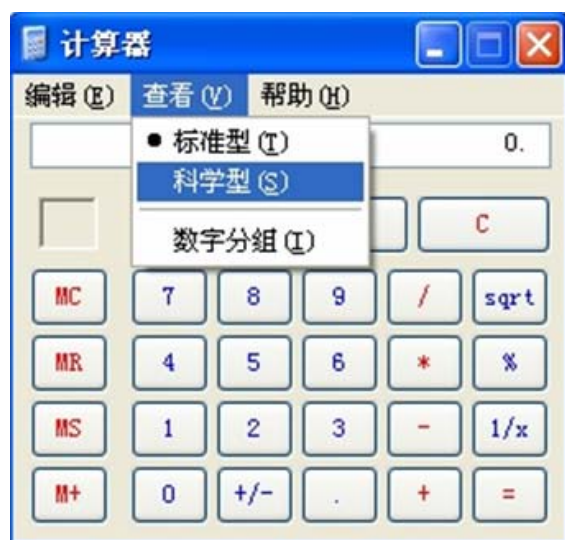 计算器
编辑(E) 查看(V) 帮助(H)
0.
标准型(T)
科学型(S)
数字分组(I)
C
MC 7 8 9 / sqrt
MR 4 5 6 * %
MS 1 2 3 - 1/x
M+ 0 +/- . + =